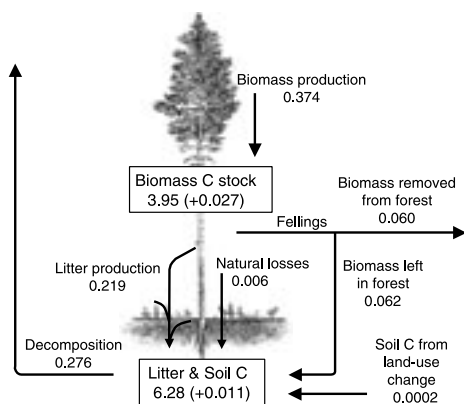 Biomass production
0.374
Biomass C stock
3.95 (+0.027)
Biomass removed
from forest
0.060
Fellings
Litter production
0.219
Natural losses
0.006
Biomass left
in forest
0.062
Decomposition
0.276
Litter & Soil C
6.28 (+0.011)
Soil C from
land-use
change
0.0002